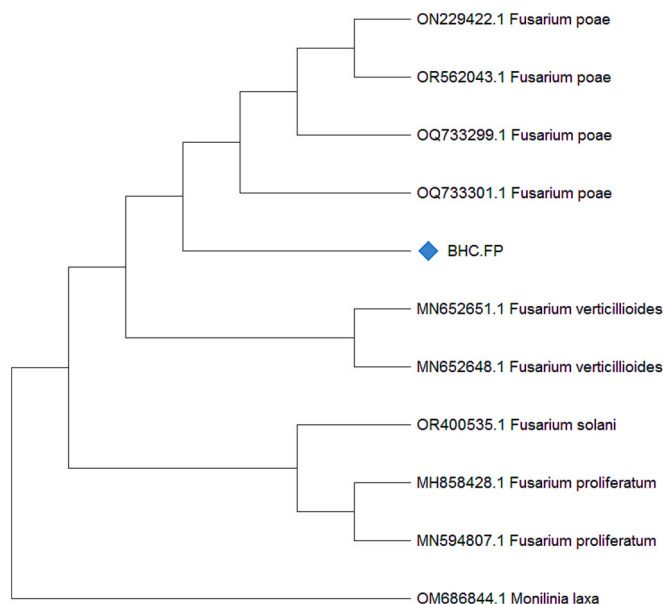 ON229422.1 Fusarium poae
OR562043.1 Fusarium poae
OQ733299.1 Fusarium poae
OQ733301.1 Fusarium poae
BHC.FP
MN652651.1 Fusarium verticillioides
MN652648.1 Fusarium verticillioides
OR400535.1 Fusarium solani
MH858428.1 Fusarium proliferatum
MN594807.1 Fusarium proliferatum
OM686844.1 Monilinia laxa